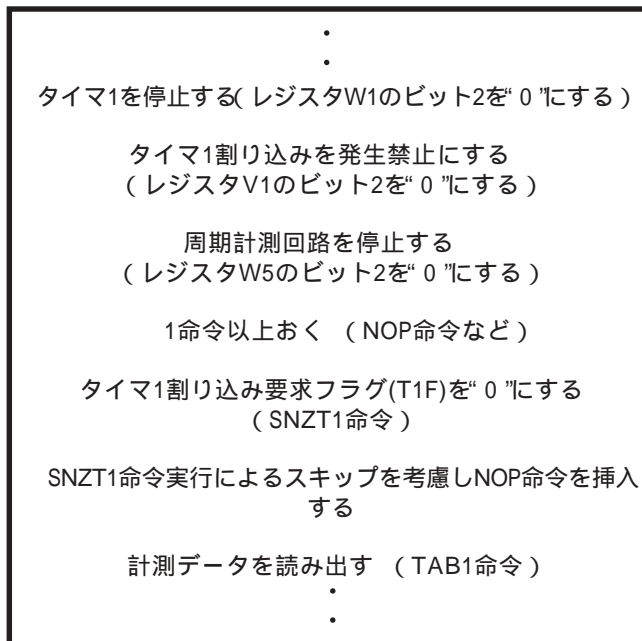 ・
・
タイマ1を停止する( レジスタW1のビット2を“ 0 ”にする )
タイマ1割り込みを発生禁止にする
( レジスタV1のビット2を“ 0 ”にする )
周期計測回路を停止する
( レジスタW5のビット2を“ 0 ”にする )
1命令以上おく ( NOP命令など )
タイマ1割り込み要求フラグ(T1F)を“ 0 ”にする
( SNZT1命令 )
SNZT1命令実行によるスキップを考慮しNOP命令を挿入
する
計測データを読み出す ( TAB1命令 )
・
・